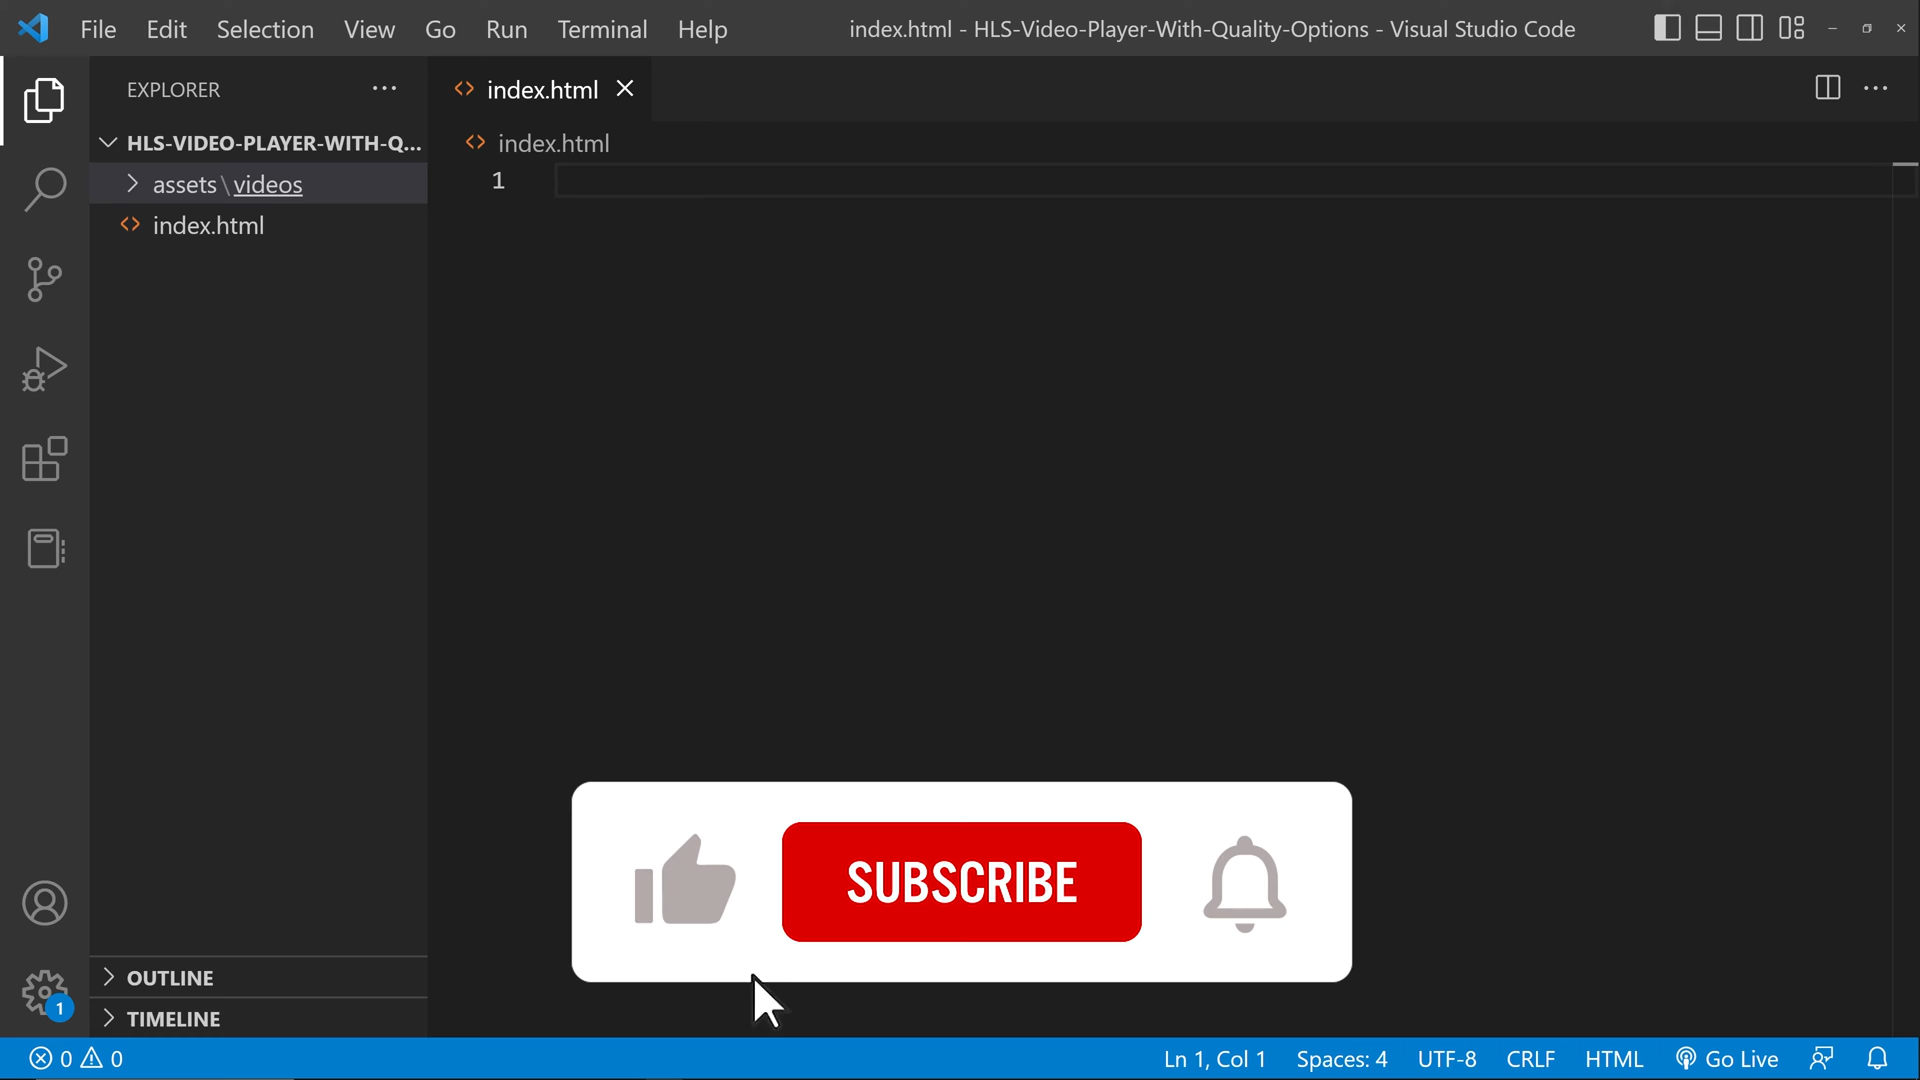 File Edit Selection View Go Run Terminal Help index.html - HLS-Video-Player-With-Quality-Options - Visual Studio Code
EXPLORER
index.html
HLS-VIDEO-PLAYER-WITH-Q...
index.html
assets\videos
1
index.html
SUBSCRIBE
OUTLINE
1
TIMELINE
0 0 Ln 1, Col 1 Spaces: 4 UTF-8 CRLF HTML Go Live